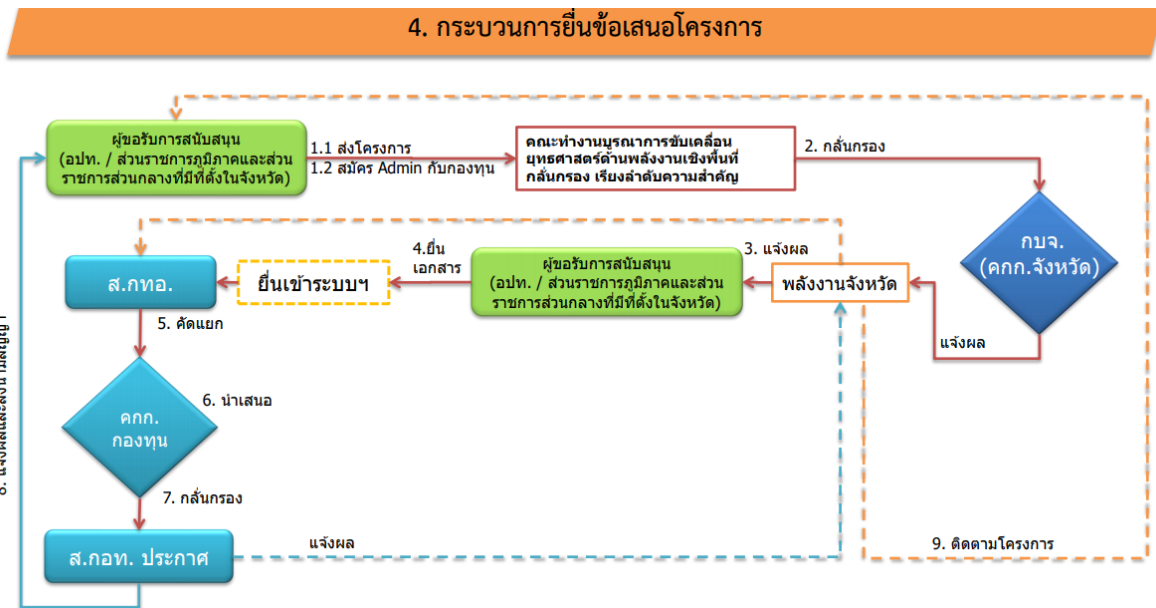 4. กระบวนการยื่นข้อเสนอโครงการ
ผู้ขอรับการสนับสนุน
(อปท. / ส่วนราชการภูมิภาคและส่วน
ราชการส่วนกลางที่มีที่ตั้งในจังหวัด)
1.1 ส่งโครงการ
1.2 สมัคร Admin กับกองทุน
คณะทำงานบูรณาการขับเคลื่อน
ยุทธศาสตร์ด้านพลังงานเชิงพื้นที่
กลั่นกรอง เรียงลำดับความสำคัญ
2. กลั่นกรอง
กบจ.
(คกก.จังหวัด)
แจ้งผล
พลังงานจังหวัด
3. แจ้งผล
ผู้ขอรับการสนับสนุน
(อปท. / ส่วนราชการภูมิภาคและส่วน
ราชการส่วนกลางที่มีที่ตั้งในจังหวัด)
4.ยื่น
เอกสาร
ยื่นเข้าระบบฯ
ส.กทอ.
5. คัดแยก
คกก.
กองทุน
6. นำเสนอ
7. กลั่นกรอง
ส.กอท. ประกาศ
แจ้งผล
9. ติดตามโครงการ